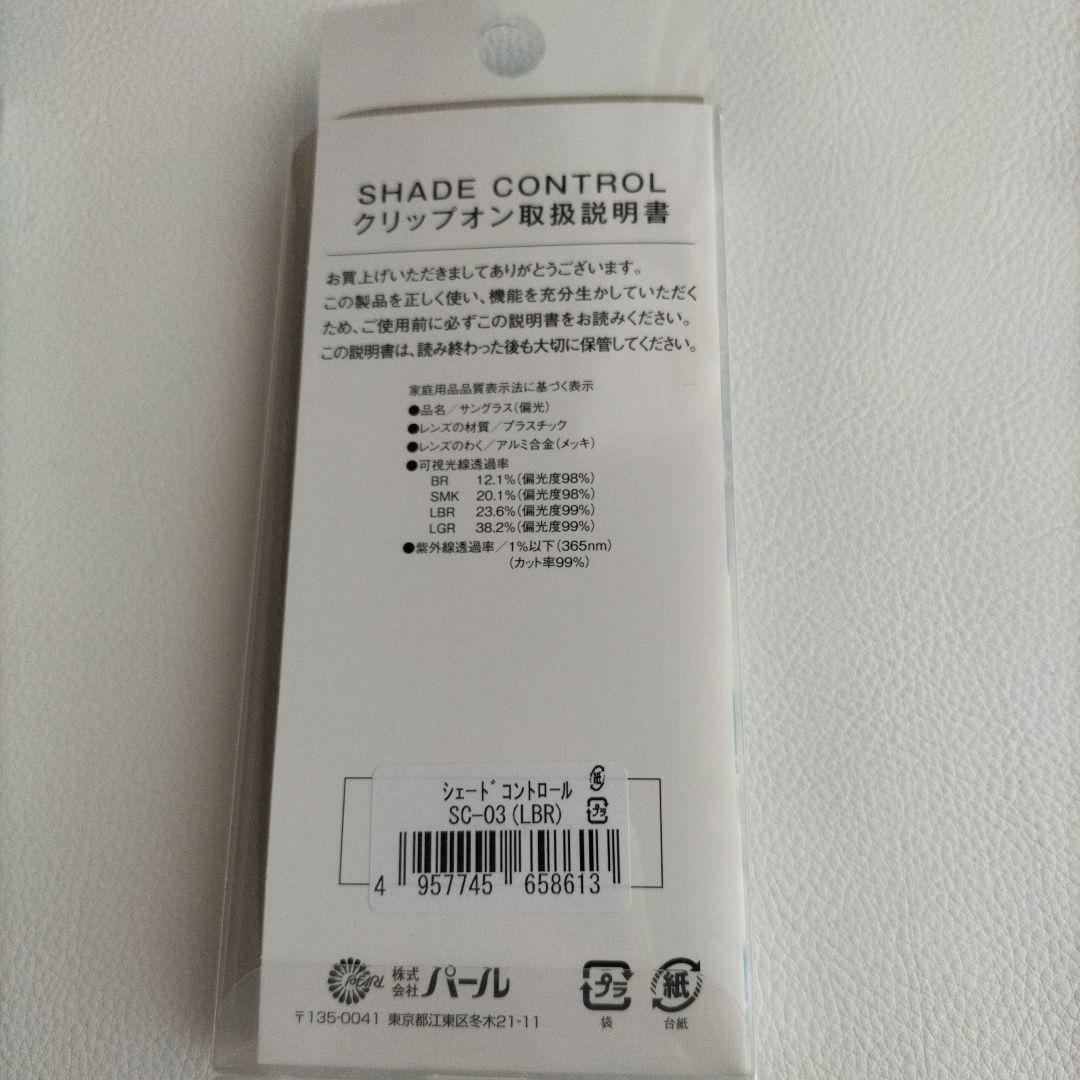 SHADE CONTROL
クリップオン取扱説明書
お買上げいただきましてありがとうございます。
この製品を正しく使い、機能を充分生かしていただく
ため、ご使用前に必ずこの説明書をお読みください。
この説明書は、読み終わった後も大切に保管してください。
家庭用品品質表示法に基づく表示
●品名/サングラス(偏光)
●レンズの材質/プラスチック
●レンズのわく/アルミ合金(メッキ)
●可視光線透過率
BR 12.1%(偏光度98%)
SMK 20.1%(偏光度98%)
LBR 23.6%(偏光度99%)
LGR 38.2%(偏光度99%)
●紫外線透過率/1%以下(365nm)
(カット率99%)
シェード コントロール 紙
SC-03(LBR) プラ
4 957745 658613
PEARL 株式会社 パール
プラ 紙
袋 台紙
〒135-0041 東京都江東区冬木21-11